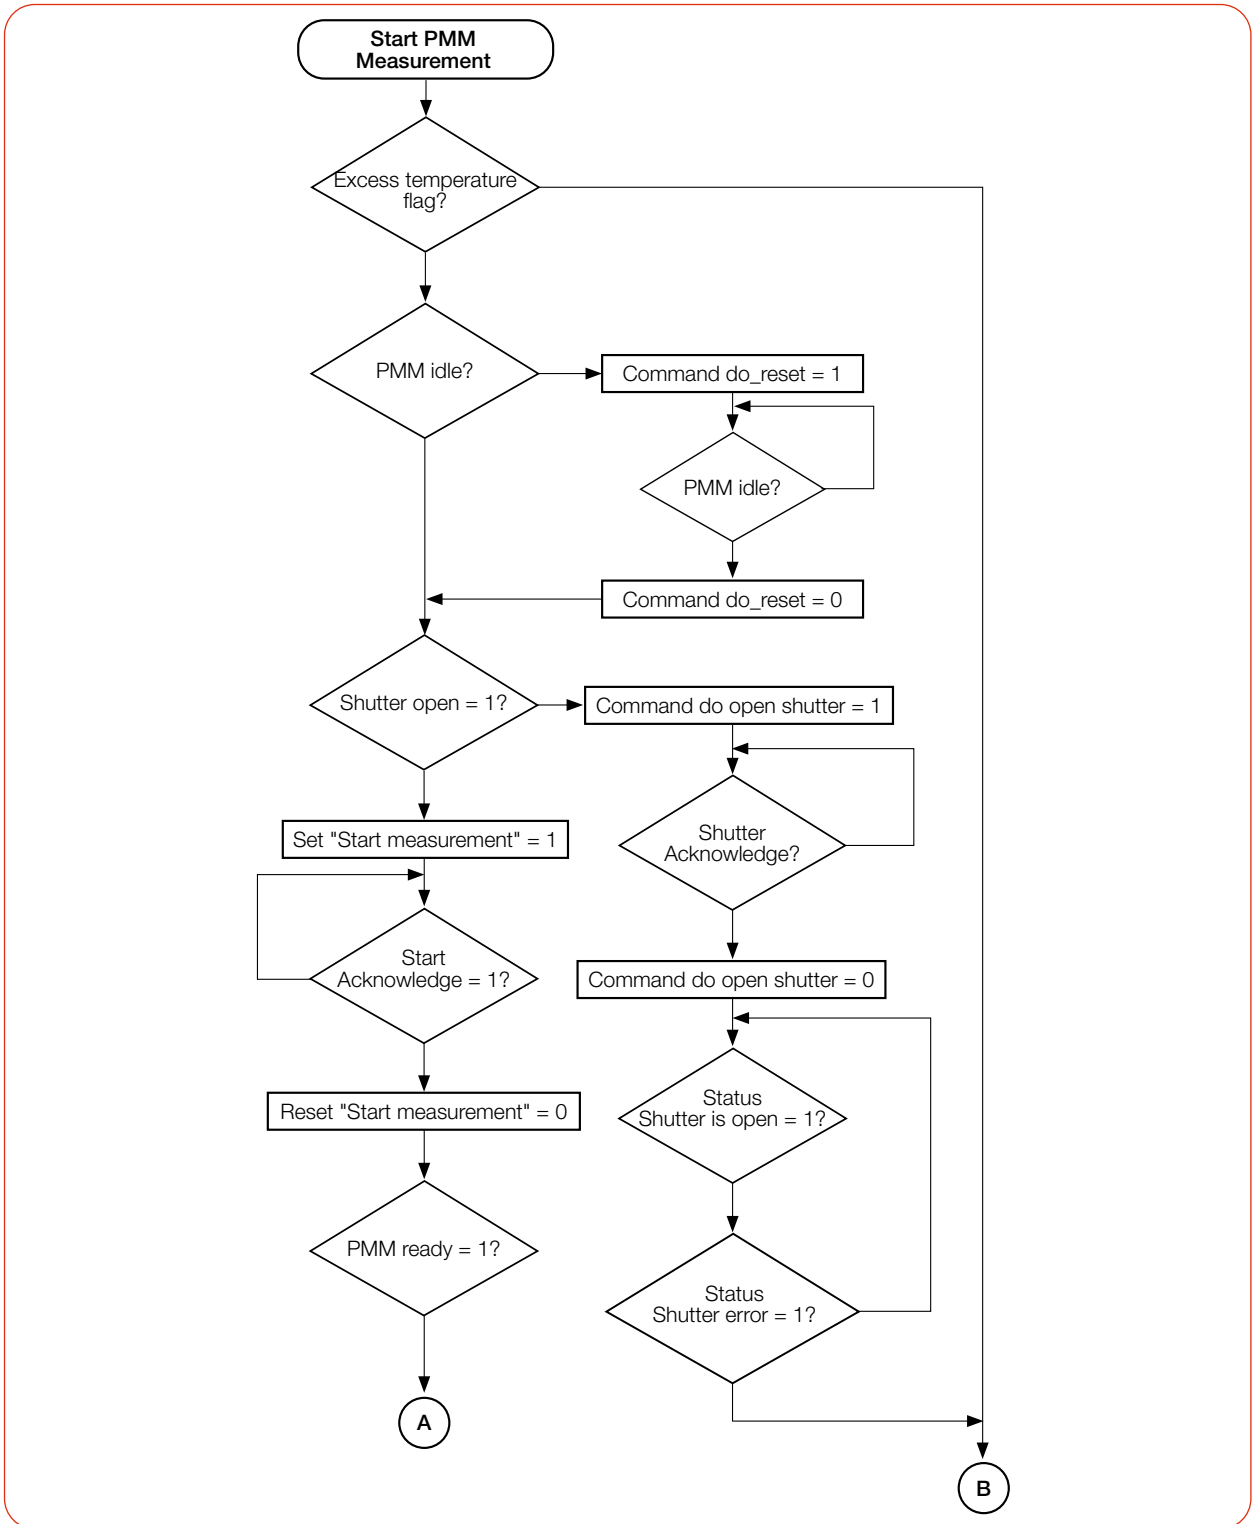 Start PMM
Measurement
Excess temperature
flag?
PMM idle?
Command do_reset = 1
PMM idle?
Command do_reset = 0
Shutter open = 1?
Command do open shutter = 1
Set "Start measurement" = 1
Shutter
Acknowledge?
Start
Acknowledge = 1?
Command do open shutter = 0
Reset "Start measurement" = 0
Status
Shutter is open = 1?
PMM ready = 1?
Status
Shutter error = 1?
A
B